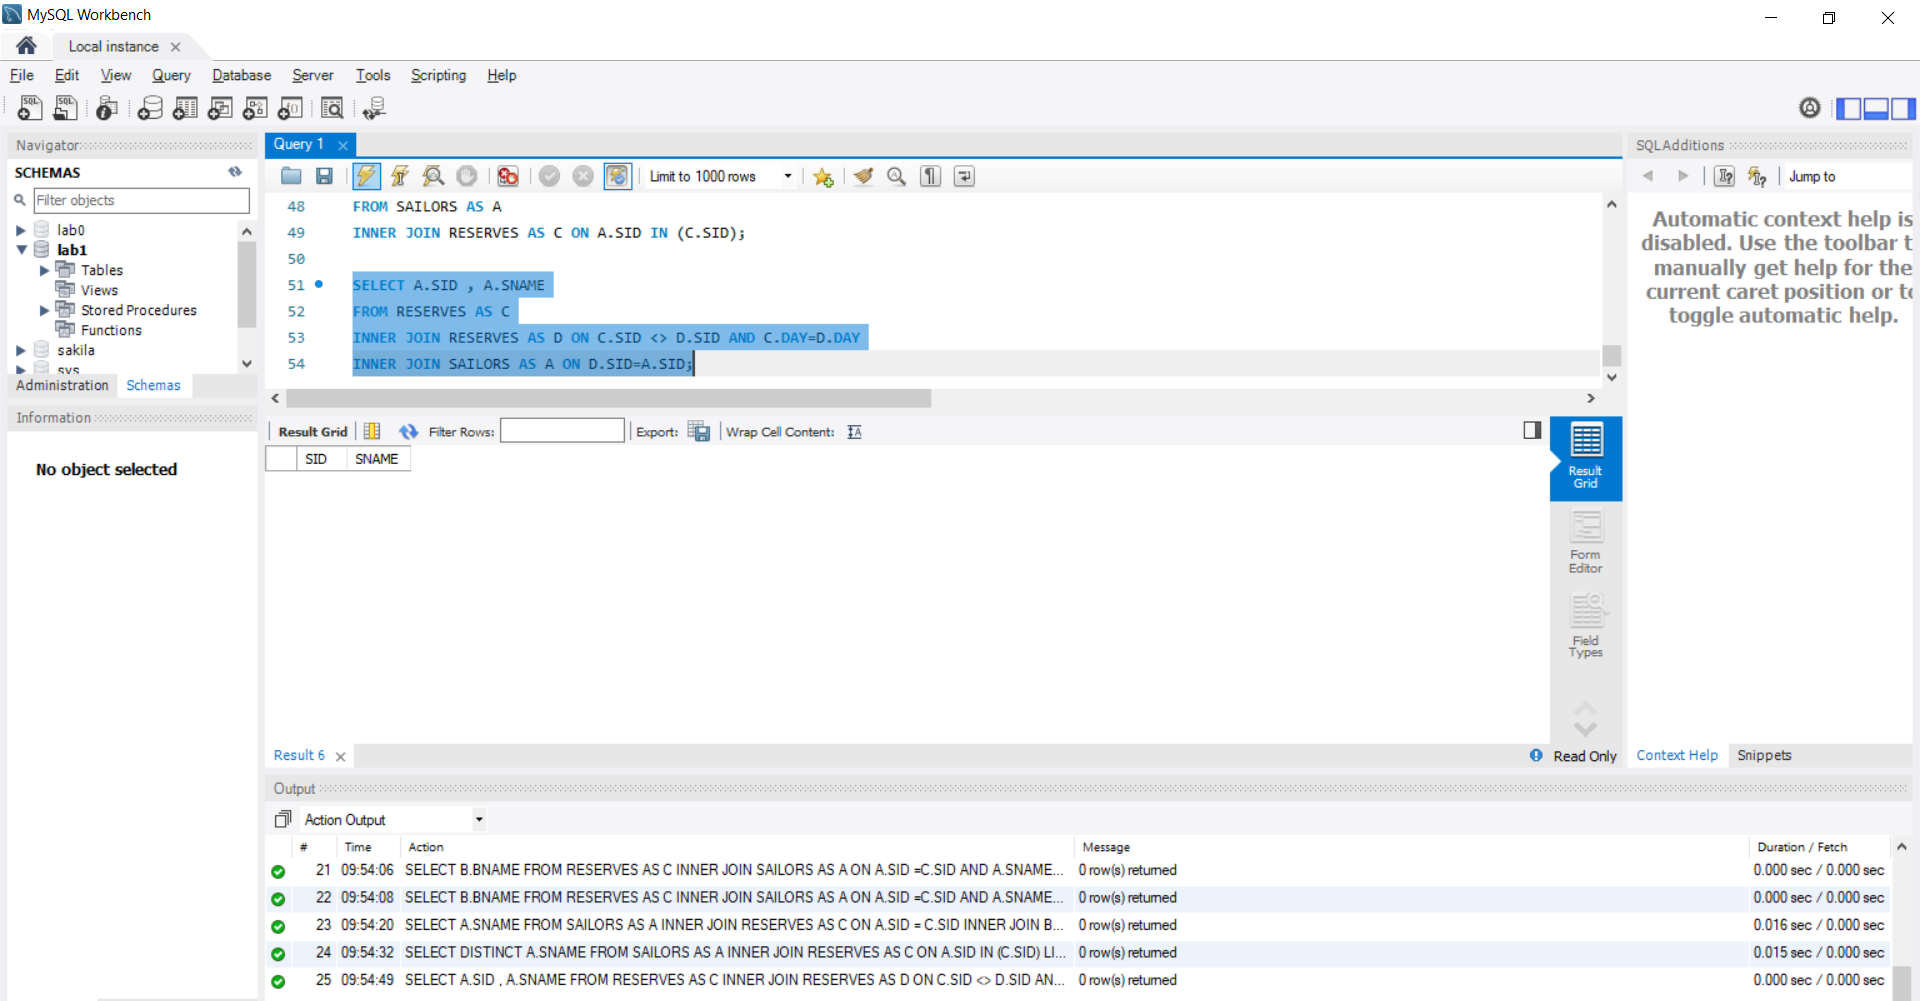 MySQL Workbench
Local instance
File Edit View Query Database Server Tools Scripting Help
Navigator
SCHEMAS
Filter objects
lab0
lab1
Tables
Views
Stored Procedures
Functions
sakila
sys
Administration Schemas
Information
No object selected
Query 1
Limit to 1000 rows
48 FROM SAILORS AS A
49 INNER JOIN RESERVES AS C ON A.SID IN (C.SID);
50
51 SELECT A.SID , A.SNAME
52 FROM RESERVES AS C
53 INNER JOIN RESERVES AS D ON C.SID <> D.SID AND C.DAY=D.DAY
54 INNER JOIN SAILORS AS A ON D.SID=A.SID;
Result Grid Filter Rows: Export: Wrap Cell Content:
SID SNAME
Result
Grid
Form
Editor
Field
Types
Result 6
Read Only
SQLAdditions
Jump to
Automatic context help is
disabled. Use the toolbar t
manually get help for the
current caret position or to
toggle automatic help.
Context Help Snippets
Output
Action Output
# Time Action Message Duration / Fetch
21 09:54:06 SELECT B.BNAME FROM RESERVES AS C INNER JOIN SAILORS AS A ON A.SID =C.SID AND A.SNAME... 0 row(s) returned 0.000 sec / 0.000 sec
22 09:54:08 SELECT B.BNAME FROM RESERVES AS C INNER JOIN SAILORS AS A ON A.SID =C.SID AND A.SNAME... 0 row(s) returned 0.000 sec / 0.000 sec
23 09:54:20 SELECT A.SNAME FROM SAILORS AS A INNER JOIN RESERVES AS C ON A.SID = C.SID INNER JOIN B... 0 row(s) returned 0.016 sec / 0.000 sec
24 09:54:32 SELECT DISTINCT A.SNAME FROM SAILORS AS A INNER JOIN RESERVES AS C ON A.SID IN (C.SID) LI... 0 row(s) returned 0.015 sec / 0.000 sec
25 09:54:49 SELECT A.SID , A.SNAME FROM RESERVES AS C INNER JOIN RESERVES AS D ON C.SID <> D.SID AN... 0 row(s) returned 0.000 sec / 0.000 sec